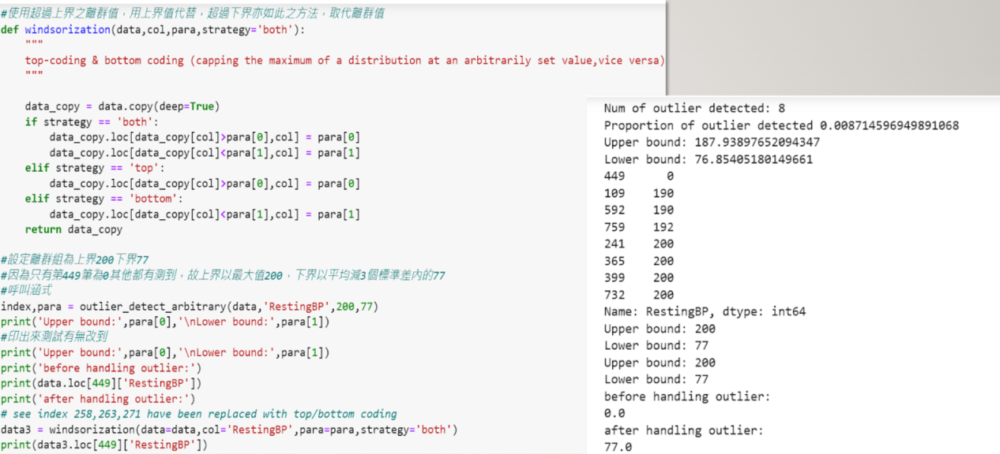 #使用超過上界之離群值，用上界值代替，超過下界亦如此之方法，取代離群值
def windsorization(data,col,para,strategy='both'):
    """
    top-coding & bottom coding (capping the maximum of a distribution at an arbitrarily set value,vice versa)
    """
    data_copy = data.copy(deep=True)
    if strategy == 'both':
        data_copy.loc[data_copy[col]>para[0],col] = para[0]
        data_copy.loc[data_copy[col]<para[1],col] = para[1]
    elif strategy == 'top':
        data_copy.loc[data_copy[col]>para[0],col] = para[0]
    elif strategy == 'bottom':
        data_copy.loc[data_copy[col]<para[1],col] = para[1]
    return data_copy
#設定離群組為上界200下界77
#因為只有第449筆為0其他都有測到，故上界以最大值200，下界以平均減3個標準差內的77
#呼叫涵式
index,para = outlier_detect_arbitrary(data,'RestingBP',200,77)
print('Upper bound:',para[0],'\nLower bound:',para[1])
#印出來測試有無改到
print('Upper bound:',para[0],'\nLower bound:',para[1])
print('before handling outlier:')
print(data.loc[449]['RestingBP'])
print('after handling outlier:')
# see index 258,263,271 have been replaced with top/bottom coding
data3 = windsorization(data=data,col='RestingBP',para=para,strategy='both')
print(data3.loc[449]['RestingBP'])
Num of outlier detected: 8
Proportion of outlier detected 0.008714596949891068
Upper bound: 187.93897652094347
Lower bound: 76.85405180149661
449      0
109    190
592    190
759    192
241    200
365    200
399    200
732    200
Name: RestingBP, dtype: int64
Upper bound: 200
Lower bound: 77
Upper bound: 200
Lower bound: 77
before handling outlier:
0.0
after handling outlier:
77.0